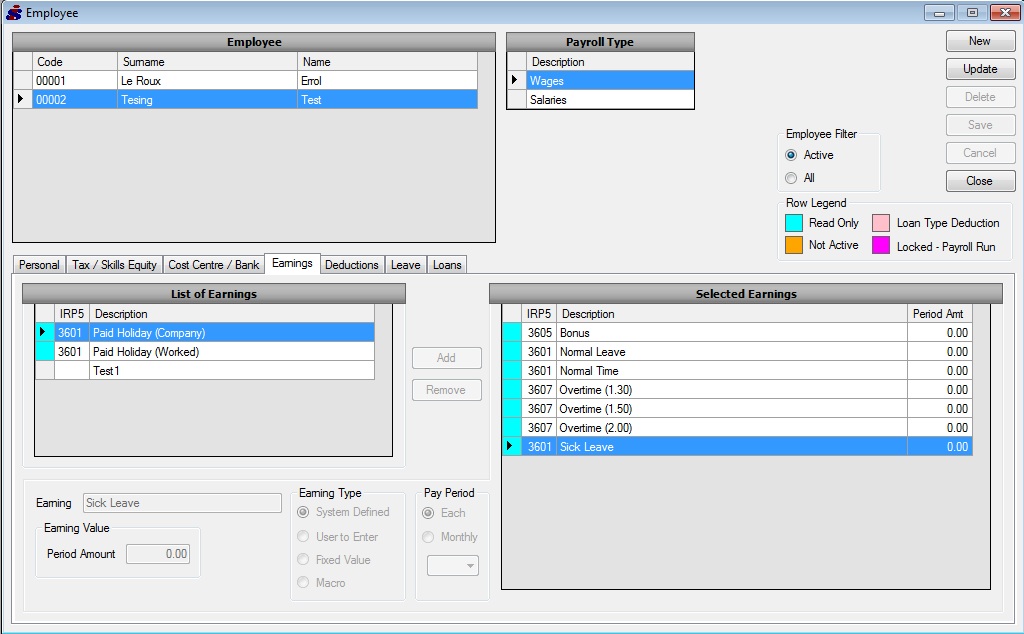 Employee
Employee
Code Surname Name
00001 Le Roux Errol
00002 Tesing Test
Payroll Type
Description
Wages
Salaries
New
Update
Delete
Save
Cancel
Close
Employee Filter
Active
All
Row Legend
Read Only Loan Type Deduction
Not Active Locked - Payroll Run
Personal Tax / Skills Equity Cost Centre / Bank Earnings Deductions Leave Loans
List of Earnings
IRP5 Description
3601 Paid Holiday (Company)
3601 Paid Holiday (Worked)
Test1
Add
Remove
Selected Earnings
IRP5 Description Period Amt
3605 Bonus 0.00
3601 Normal Leave 0.00
3601 Normal Time 0.00
3607 Overtime (1.30) 0.00
3607 Overtime (1.50) 0.00
3607 Overtime (2.00) 0.00
3601 Sick Leave 0.00
Earning Sick Leave
Earning Value
Period Amount 0.00
Earning Type
System Defined
User to Enter
Fixed Value
Macro
Pay Period
Each
Monthly